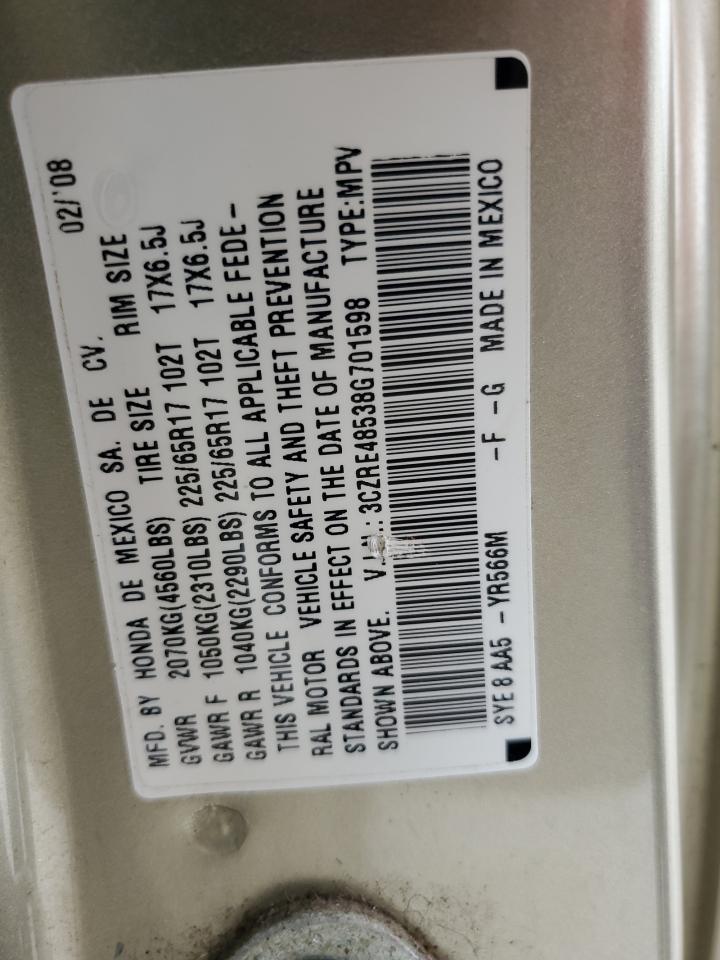 MFD. BY HONDA DE MEXICO SA. DE CV. 02/'08
GVWR 2070KG(4560LBS) TIRE SIZE RIM SIZE
GAWR F 1050KG(2310LBS) 225/65R17 102T 17X6.5J
GAWR R 1040KG(2290LBS) 225/65R17 102T 17X6.5J
THIS VEHICLE CONFORMS TO ALL APPLICABLE FEDE-
RAL MOTOR VEHICLE SAFETY AND THEFT PREVENTION
STANDARDS IN EFFECT ON THE DATE OF MANUFACTURE
SHOWN ABOVE. V.I.N.: 3CZRE48538G701598 TYPE:MPV
SYE 8 AA5 - YR566M -F -G MADE IN MEXICO